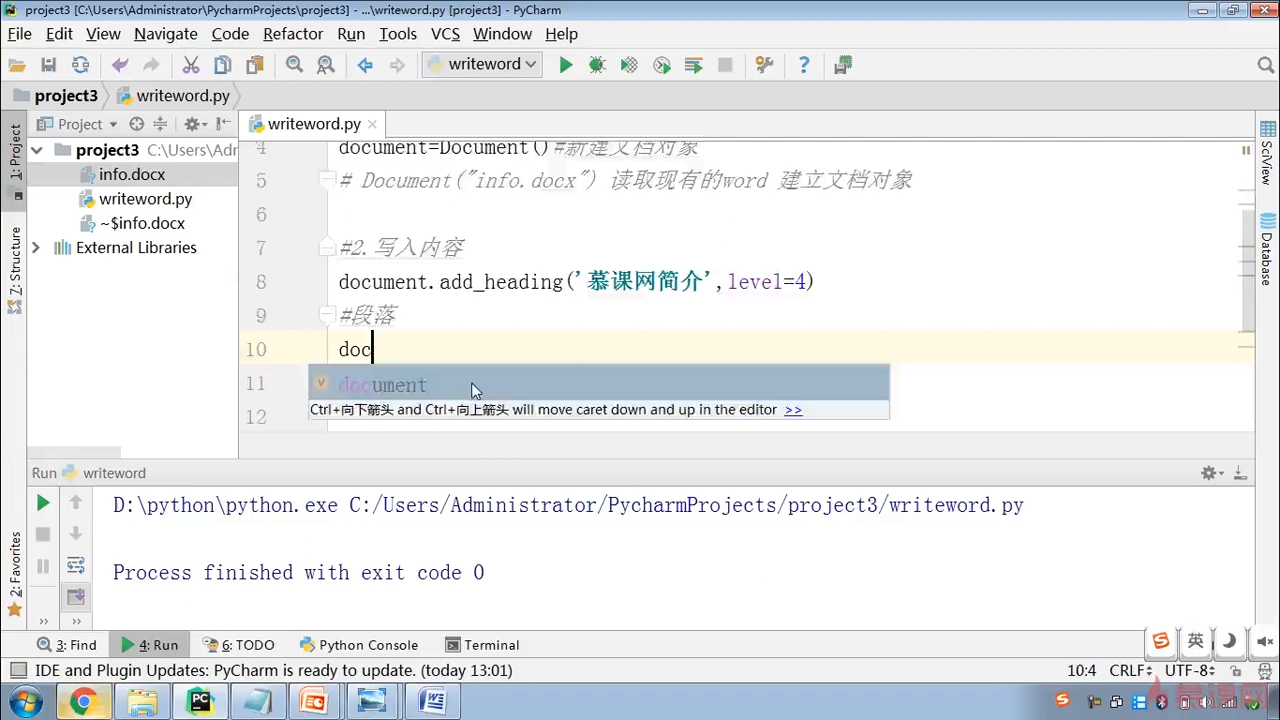 project3 [C:\Users\Administrator\PycharmProjects\project3] - ...\writeword.py [project3] - PyCharm
File Edit View Navigate Code Refactor Run Tools VCS Window Help
writeword
project3 writeword.py
Project
writeword.py
1: Project
project3 C:\Users\Adn
info.docx
writeword.py
~$info.docx
External Libraries
Z: Structure
2: Favorites
SciView
Database
4 document=Document()#新建文档对象
5 # Document("info.docx") 读取现有的word 建立文档对象
6
7 #2.写入内容
8 document.add_heading('慕课网简介',level=4)
9 #段落
10 doc
11 document
Ctrl+向下箭头 and Ctrl+向上箭头 will move caret down and up in the editor >>
12
Run writeword
D:\python\python.exe C:/Users/Administrator/PycharmProjects/project3/writeword.py
Process finished with exit code 0
3: Find 4: Run 6: TODO Python Console Terminal
英
IDE and Plugin Updates: PyCharm is ready to update. (today 13:01) 10:4 CRLF UTF-8
慕课网